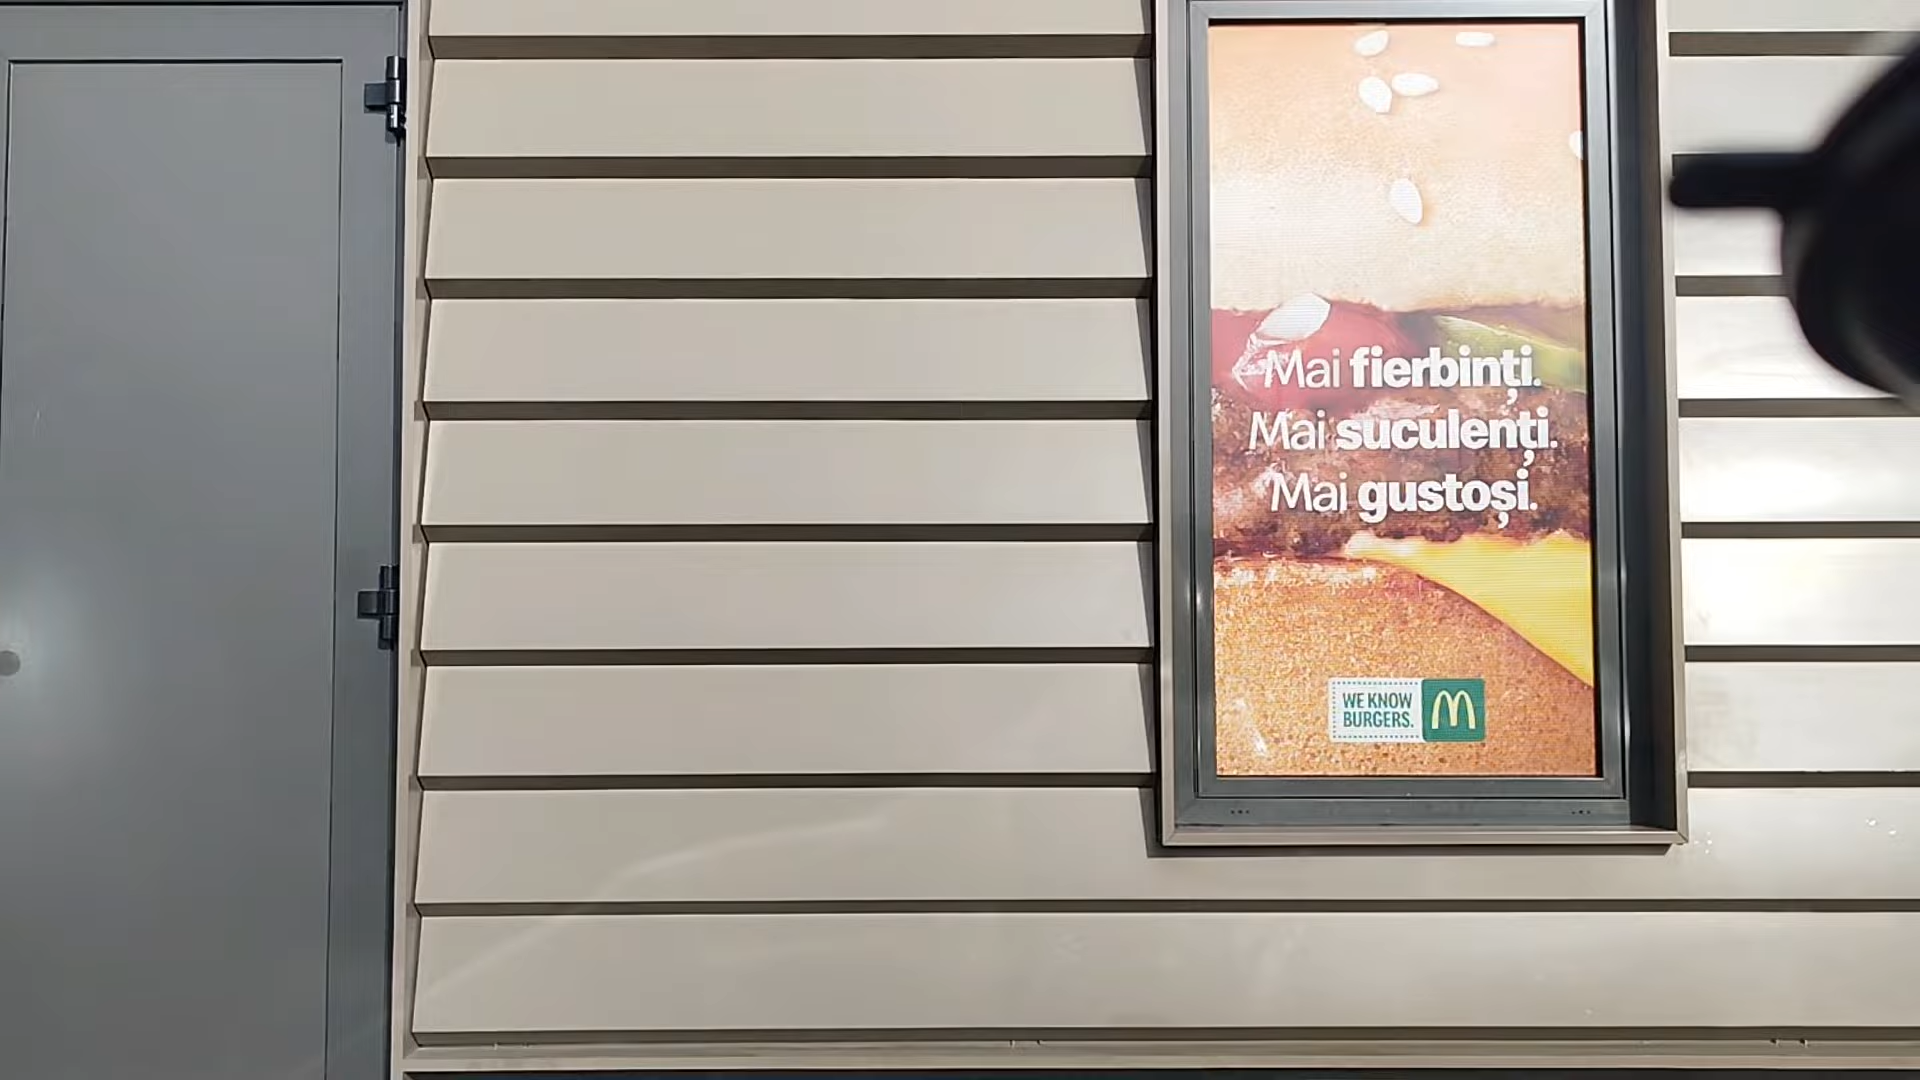 Mai fierbinți.
Mai suculenți.
Mai gustoși.
WE KNOW
BURGERS.